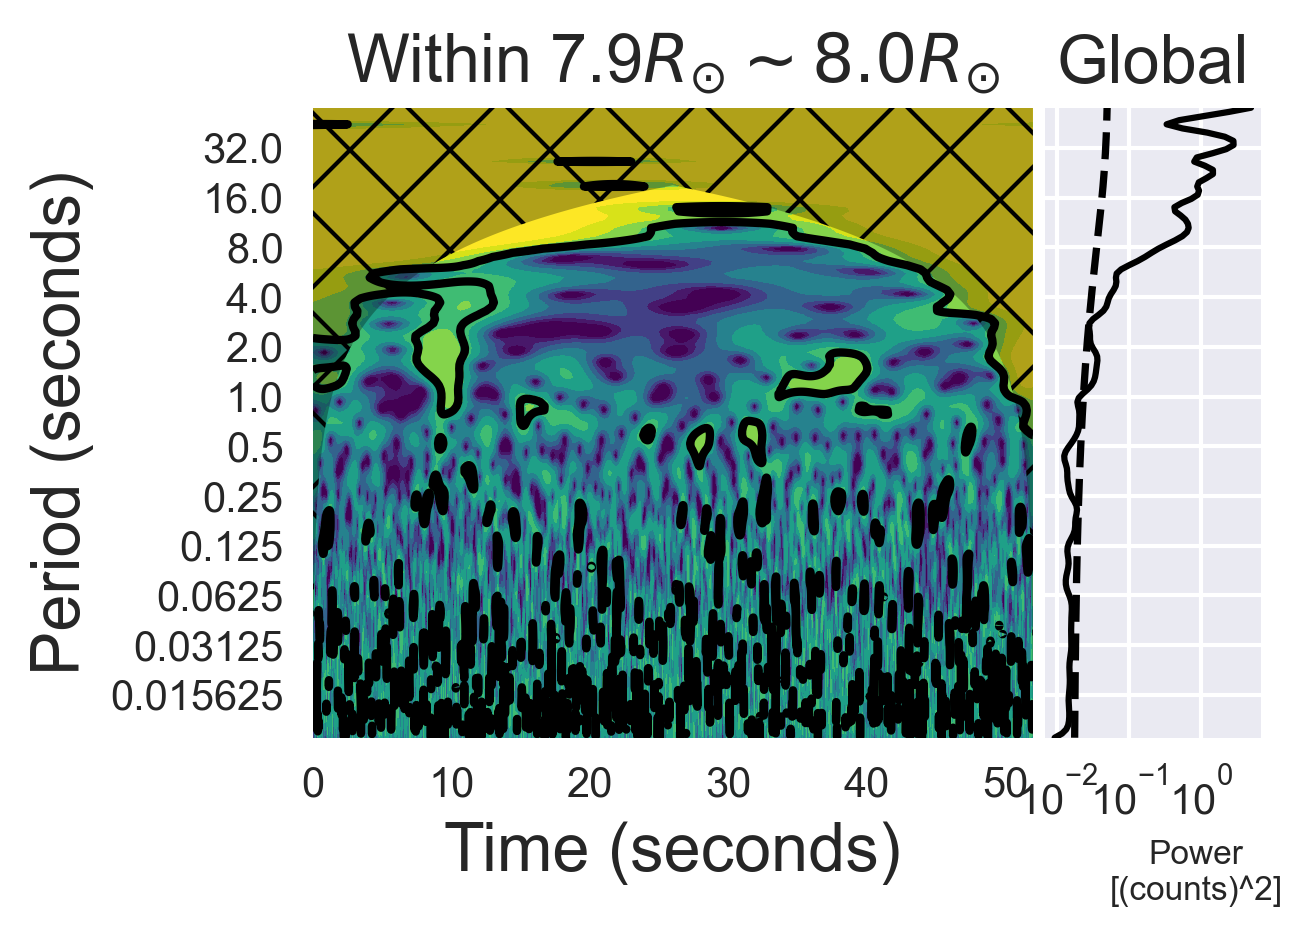 Within 7.9R⊙ ~ 8.0R⊙
Global
Period (seconds)
32.0
16.0
8.0
4.0
2.0
1.0
0.5
0.25
0.125
0.0625
0.03125
0.015625
0 10 20 30 40 50
10⁻² 10⁻¹ 10⁰
Time (seconds)
Power
[(counts)^2]